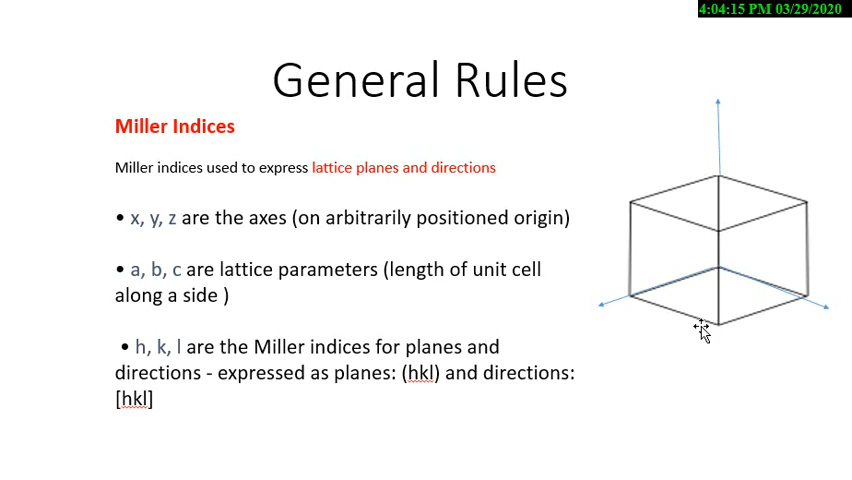 4:04:15 PM 03/29/2020
General Rules
Miller Indices
Miller indices used to express lattice planes and directions
• x, y, z are the axes (on arbitrarily positioned origin)
• a, b, c are lattice parameters (length of unit cell
along a side )
• h, k, l are the Miller indices for planes and
directions - expressed as planes: (hkl) and directions:
[hkl]